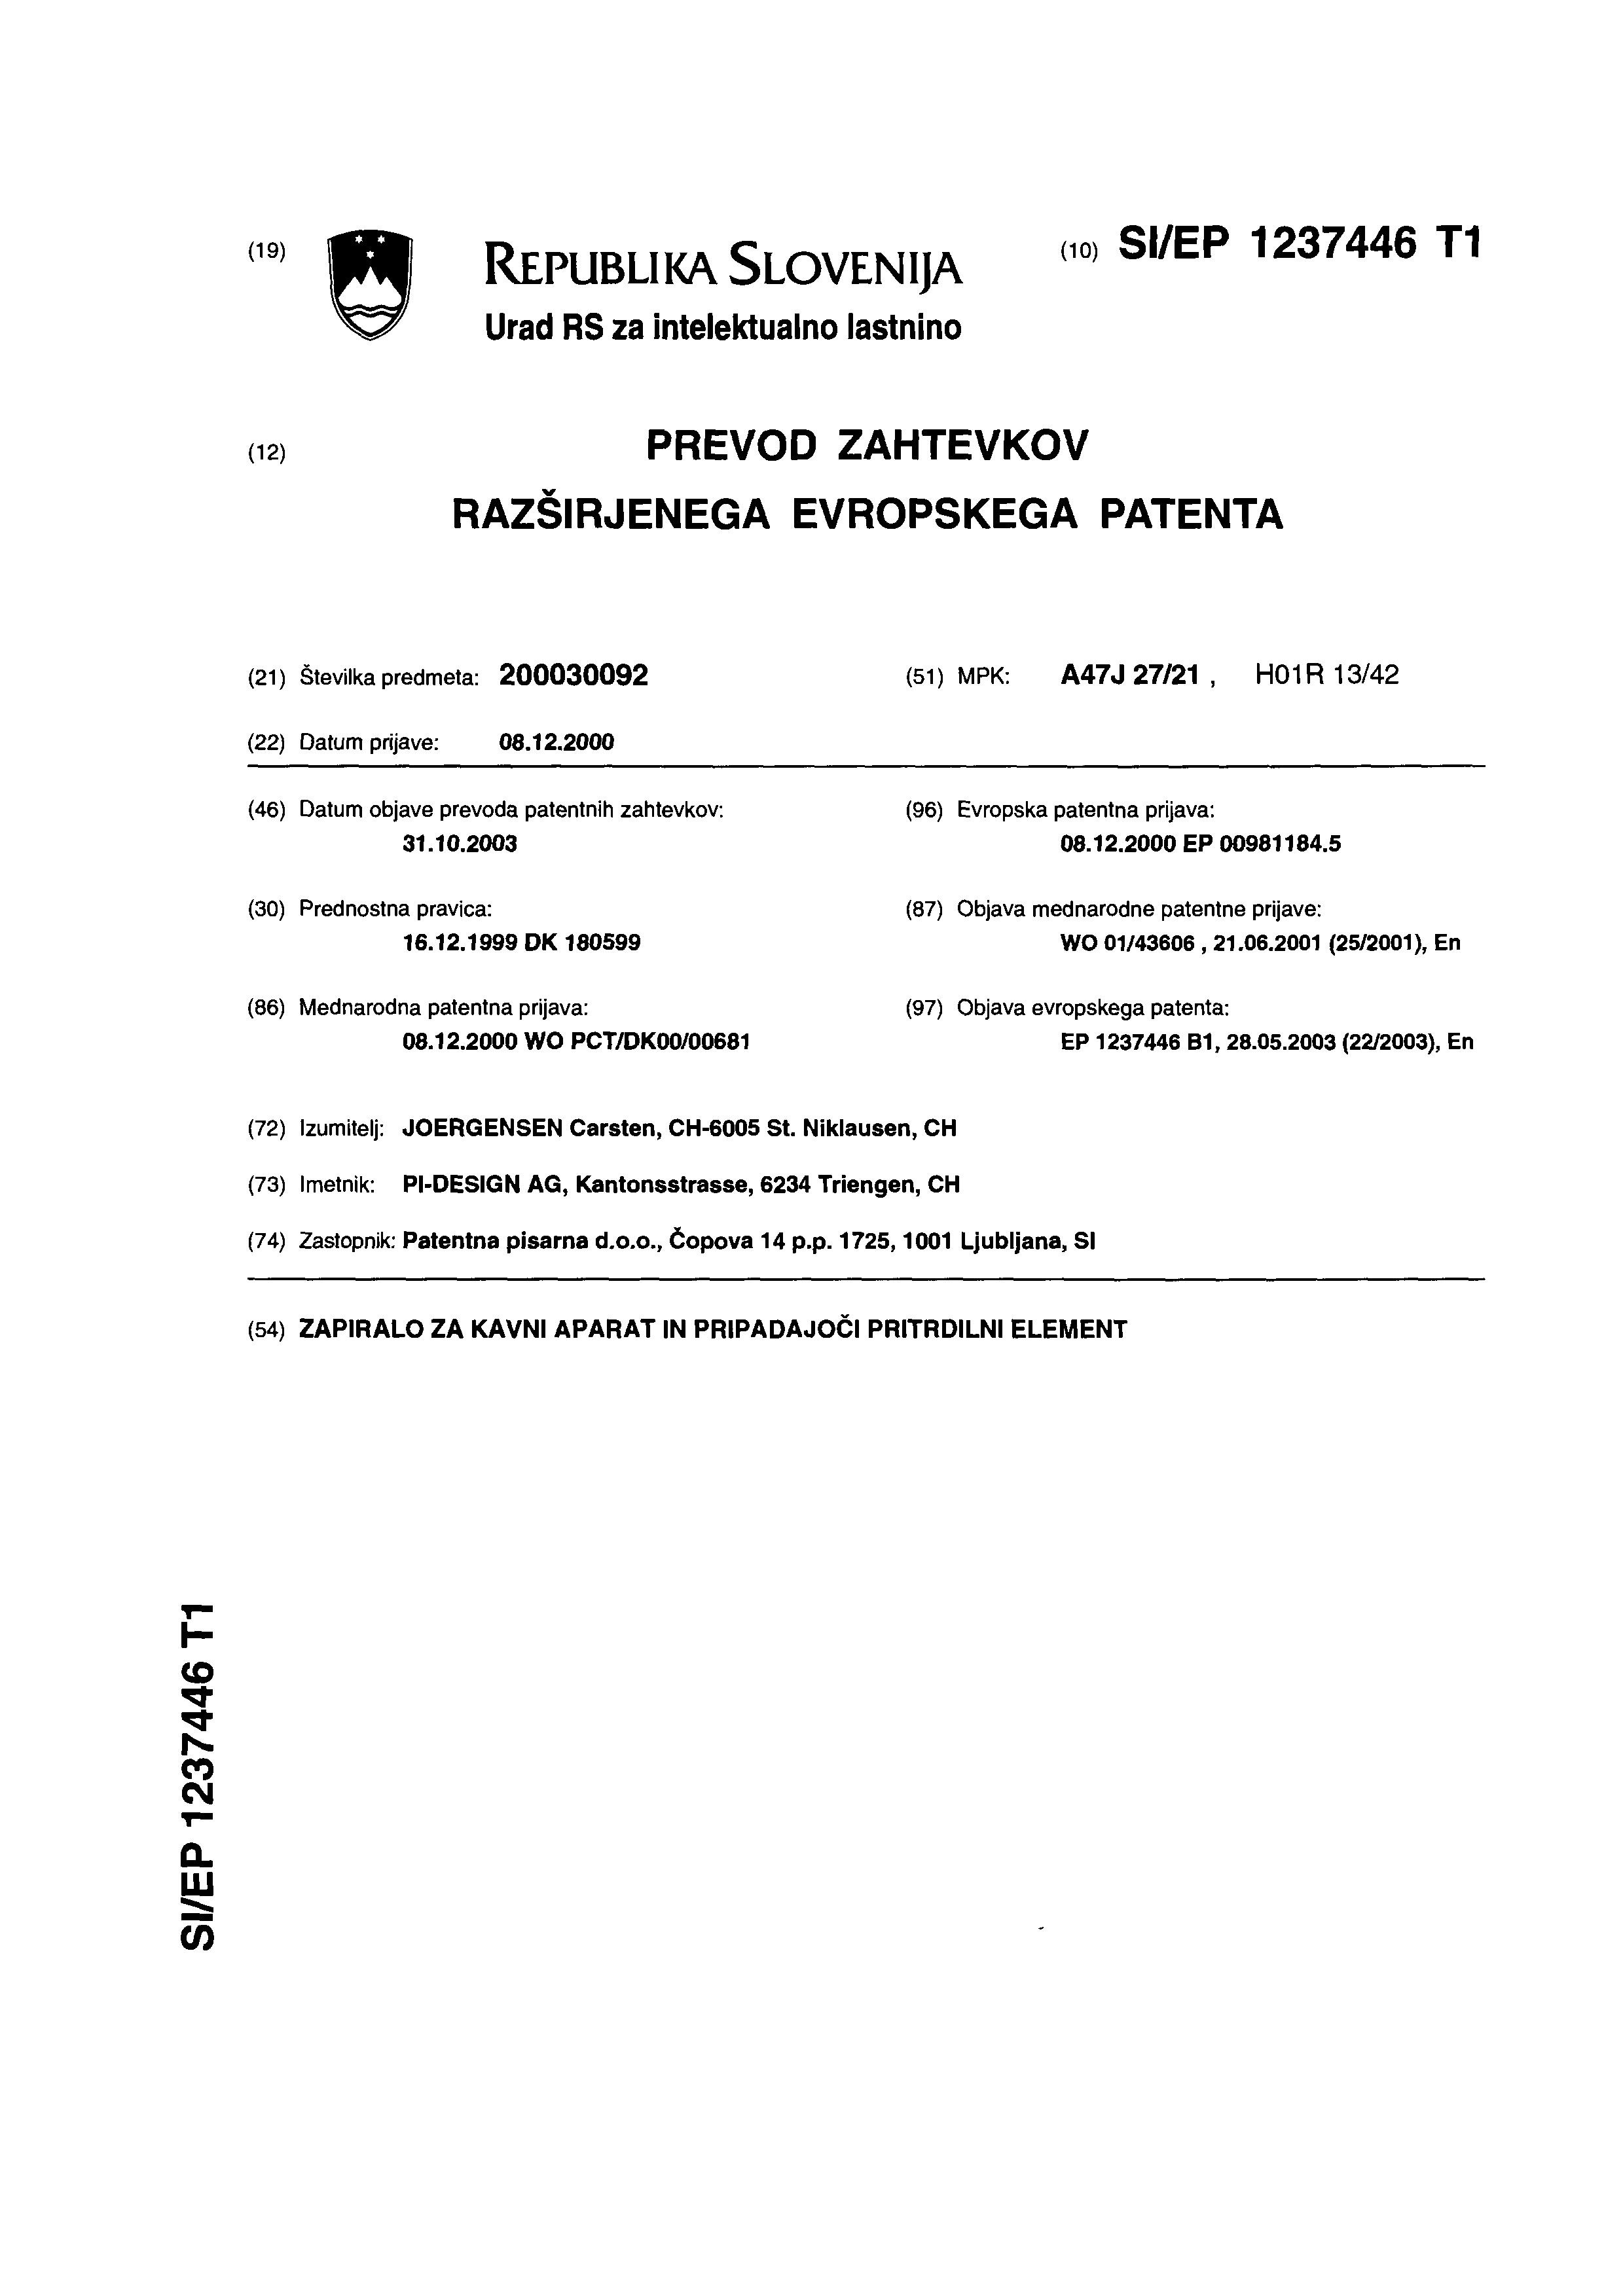 (19)
REPUBLIKA SLOVENIJA
Urad RS za intelektualno lastnino
(10) SI/EP 1237446 T1
(12) PREVOD ZAHTEVKOV
RAZŠIRJENEGA EVROPSKEGA PATENTA
(21) Številka predmeta: 200030092
(51) MPK: A47J 27/21 , H01R 13/42
(22) Datum prijave: 08.12.2000
(46) Datum objave prevoda patentnih zahtevkov:
31.10.2003
(96) Evropska patentna prijava:
08.12.2000 EP 00981184.5
(30) Prednostna pravica:
16.12.1999 DK 180599
(87) Objava mednarodne patentne prijave:
WO 01/43606 , 21.06.2001 (25/2001), En
(86) Mednarodna patentna prijava:
08.12.2000 WO PCT/DK00/00681
(97) Objava evropskega patenta:
EP 1237446 B1, 28.05.2003 (22/2003), En
(72) Izumitelj: JOERGENSEN Carsten, CH-6005 St. Niklausen, CH
(73) Imetnik: PI-DESIGN AG, Kantonsstrasse, 6234 Triengen, CH
(74) Zastopnik: Patentna pisarna d.o.o., Čopova 14 p.p. 1725, 1001 Ljubljana, SI
(54) ZAPIRALO ZA KAVNI APARAT IN PRIPADAJOČI PRITRDILNI ELEMENT
SI/EP 1237446 T1